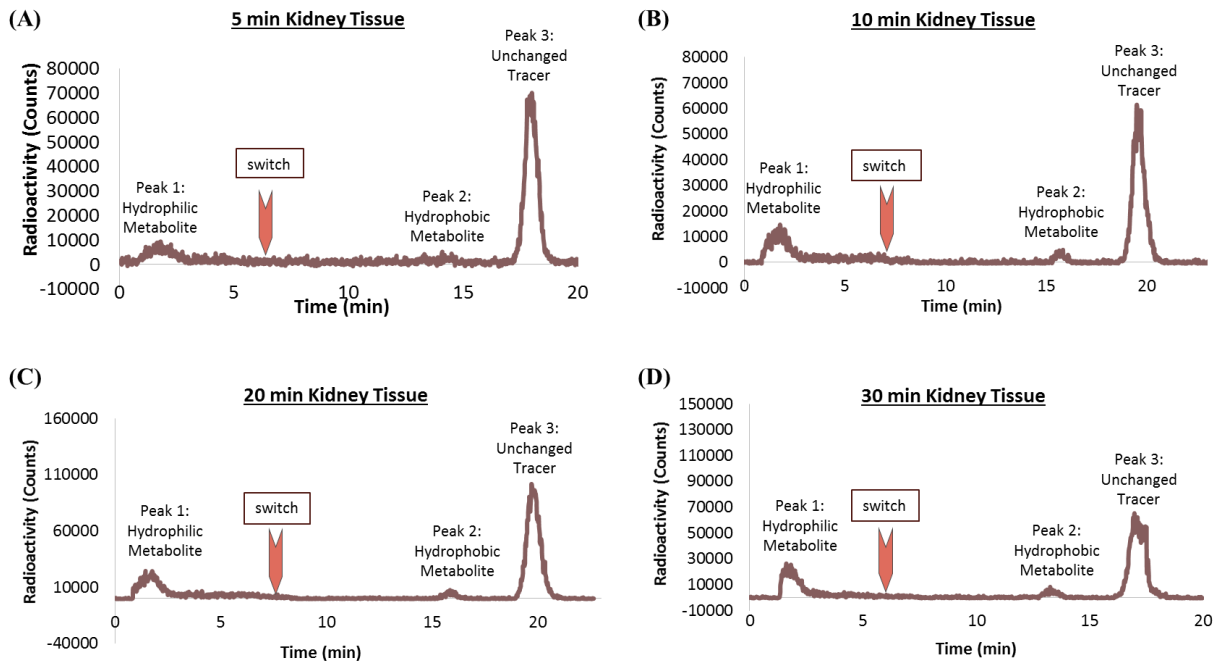 (A)
5 min Kidney Tissue
Radioactivity (Counts)
80000
70000
60000
50000
40000
30000
20000
10000
0
-10000
Peak 1:
Hydrophilic
Metabolite
switch
Peak 2:
Hydrophobic
Metabolite
Peak 3:
Unchanged
Tracer
0 5 10 15 20
Time (min)
(B)
10 min Kidney Tissue
Radioactivity (Counts)
80000
70000
60000
50000
40000
30000
20000
10000
0
-10000
Peak 1:
Hydrophilic
Metabolite
switch
Peak 2:
Hydrophobic
Metabolite
Peak 3:
Unchanged
Tracer
0 5 10 15 20
Time (min)
(C)
20 min Kidney Tissue
Radioactivity (Counts)
160000
110000
60000
10000
-40000
Peak 1:
Hydrophilic
Metabolite
switch
Peak 2:
Hydrophobic
Metabolite
Peak 3:
Unchanged
Tracer
0 5 10 15 20
Time (min)
(D)
30 min Kidney Tissue
Radioactivity (Counts)
150000
130000
110000
90000
70000
50000
30000
10000
-10000
Peak 1:
Hydrophilic
Metabolite
switch
Peak 2:
Hydrophobic
Metabolite
Peak 3:
Unchanged
Tracer
0 5 10 15 20
Time (min)